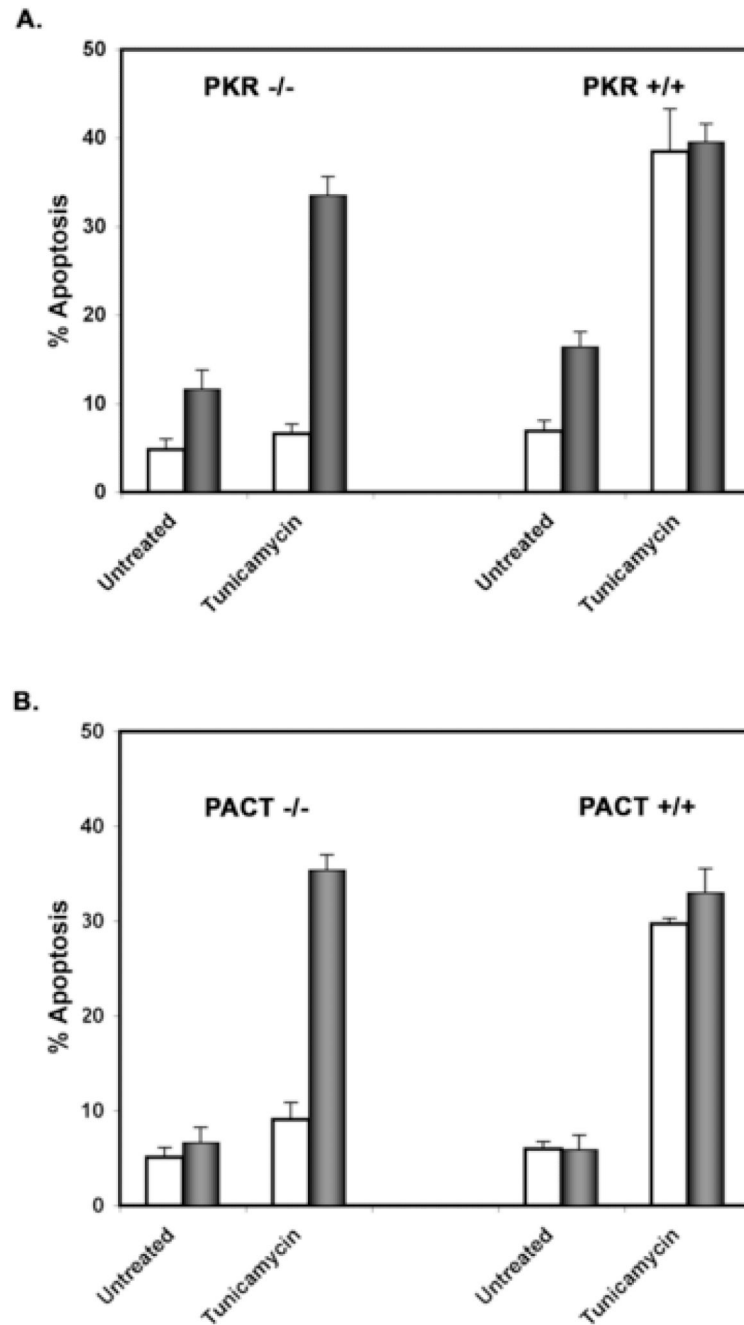 A.
50
PKR -/-
PKR +/+
40
30
% Apoptosis
20
10
0
Untreated
Tunicamycin
Untreated
Tunicamycin
B.
50
PACT -/-
PACT +/+
40
30
% Apoptosis
20
10
0
Untreated
Tunicamycin
Untreated
Tunicamycin